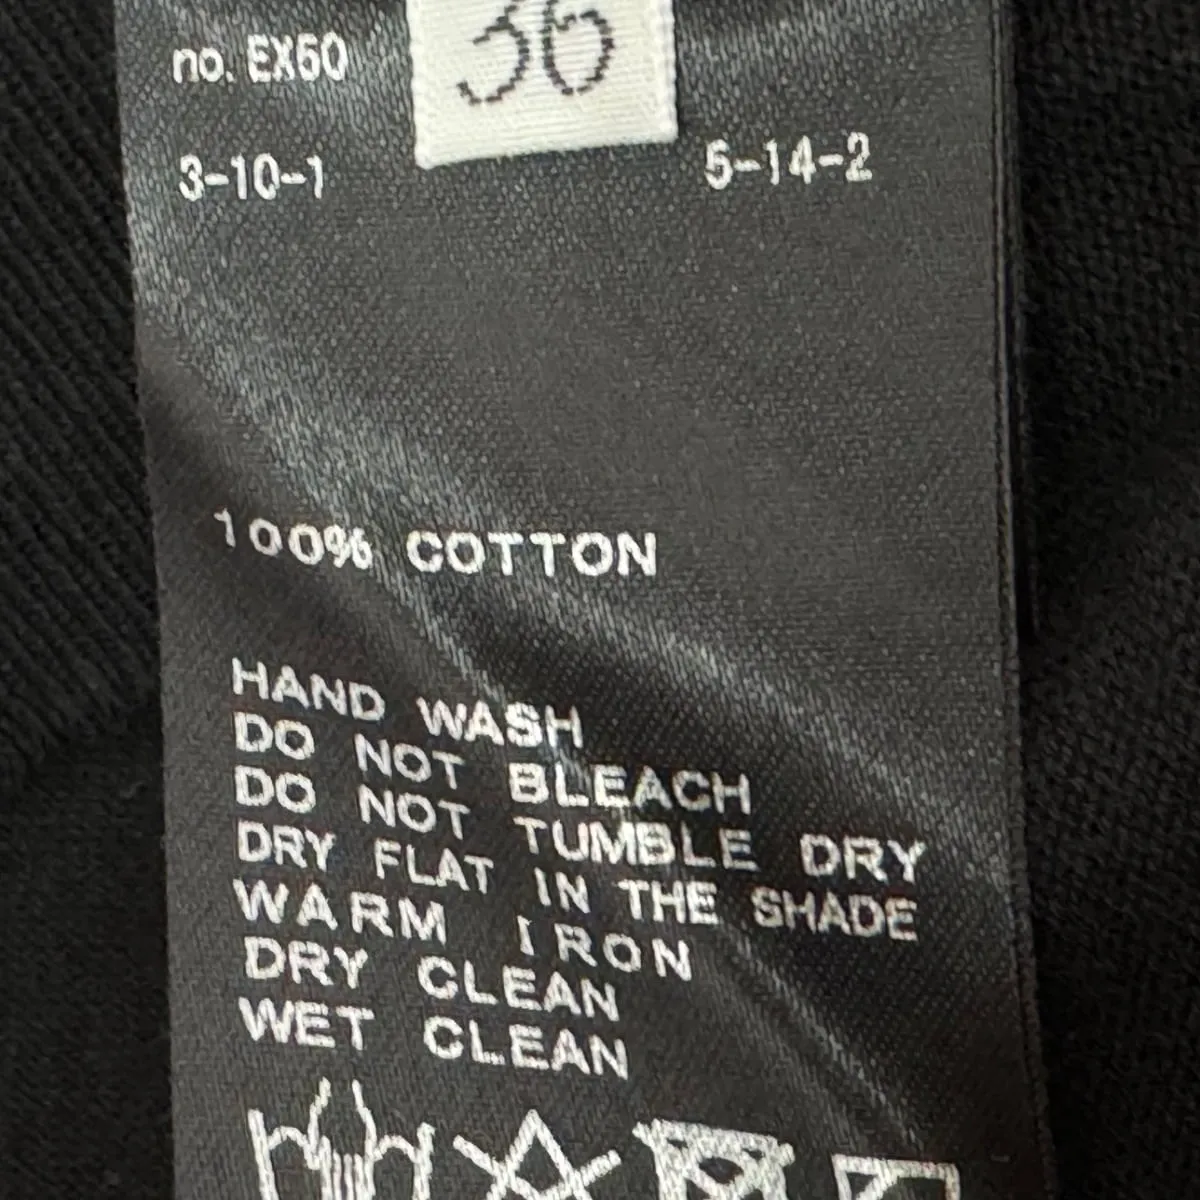 36
no. EX60
3-10-1 5-14-2
100% COTTON
HAND WASH
DO NOT BLEACH
DO NOT TUMBLE DRY
DRY FLAT IN THE SHADE
WARM IRON
DRY CLEAN
WET CLEAN